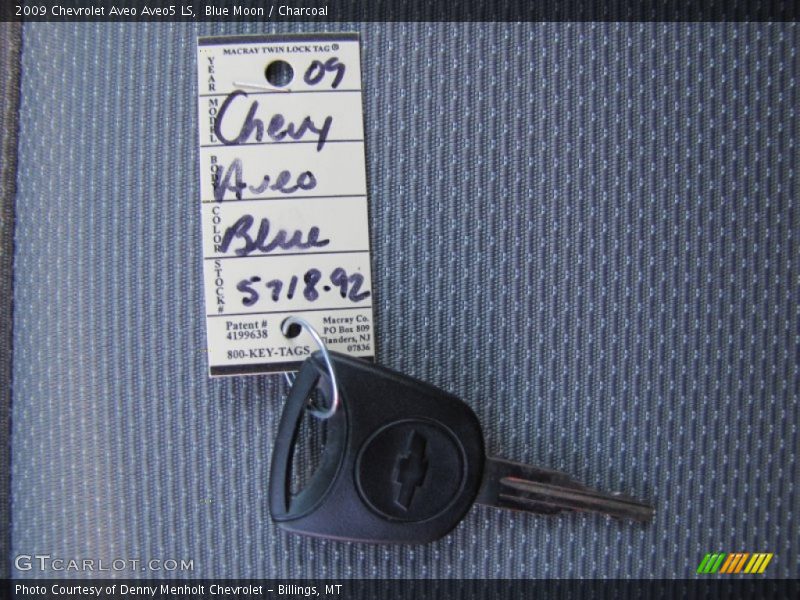 2009 Chevrolet Aveo Aveo5 LS, Blue Moon / Charcoal
MACRAY TWIN LOCK TAG®
YEAR 09
MODEL Chevy
BODY Aveo
COLOR Blue
STOCK# 5718.92
Patent #
4199638
800-KEY-TAGS
Macray Co.
PO Box 809
landers, NJ
07836
GTCARLOT.COM
Photo Courtesy of Denny Menholt Chevrolet – Billings, MT